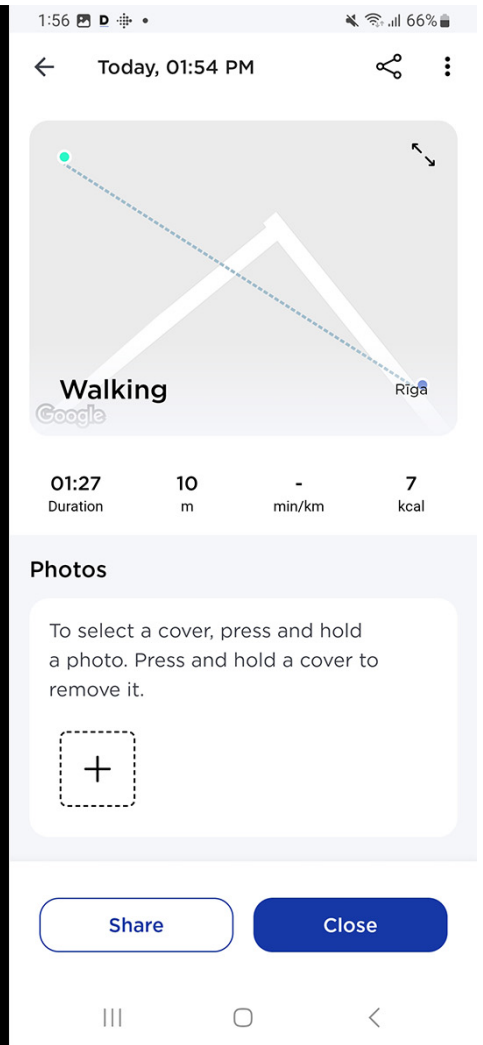 1:56 D 66%
Today, 01:54 PM
Walking
Rīga
Google
01:27 10 - 7
Duration m min/km kcal
Photos
To select a cover, press and hold
a photo. Press and hold a cover to
remove it.
+
Share Close